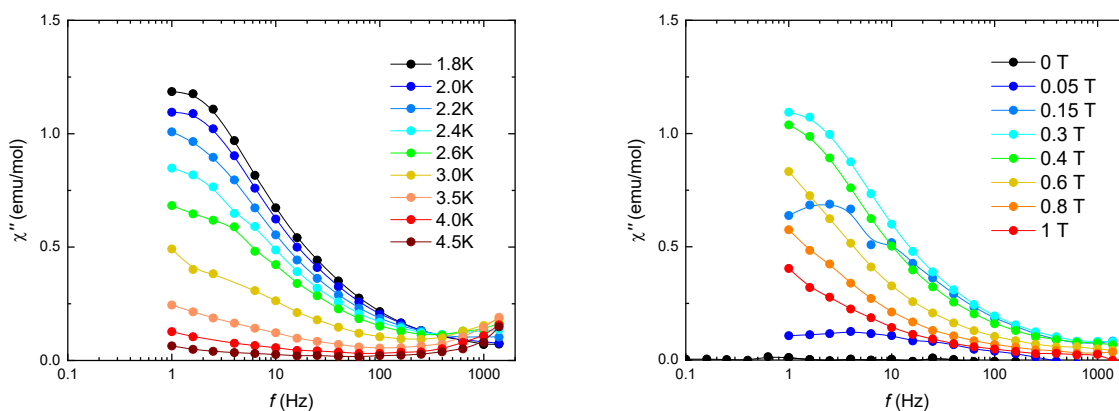 1.5
1.0
0.5
0.0
χ″ (emu/mol)
0.1
1
10
100
1000
f (Hz)
1.8K
2.0K
2.2K
2.4K
2.6K
3.0K
3.5K
4.0K
4.5K
1.5
1.0
0.5
0.0
χ″ (emu/mol)
0.1
1
10
100
1000
f (Hz)
0 T
0.05 T
0.15 T
0.3 T
0.4 T
0.6 T
0.8 T
1 T